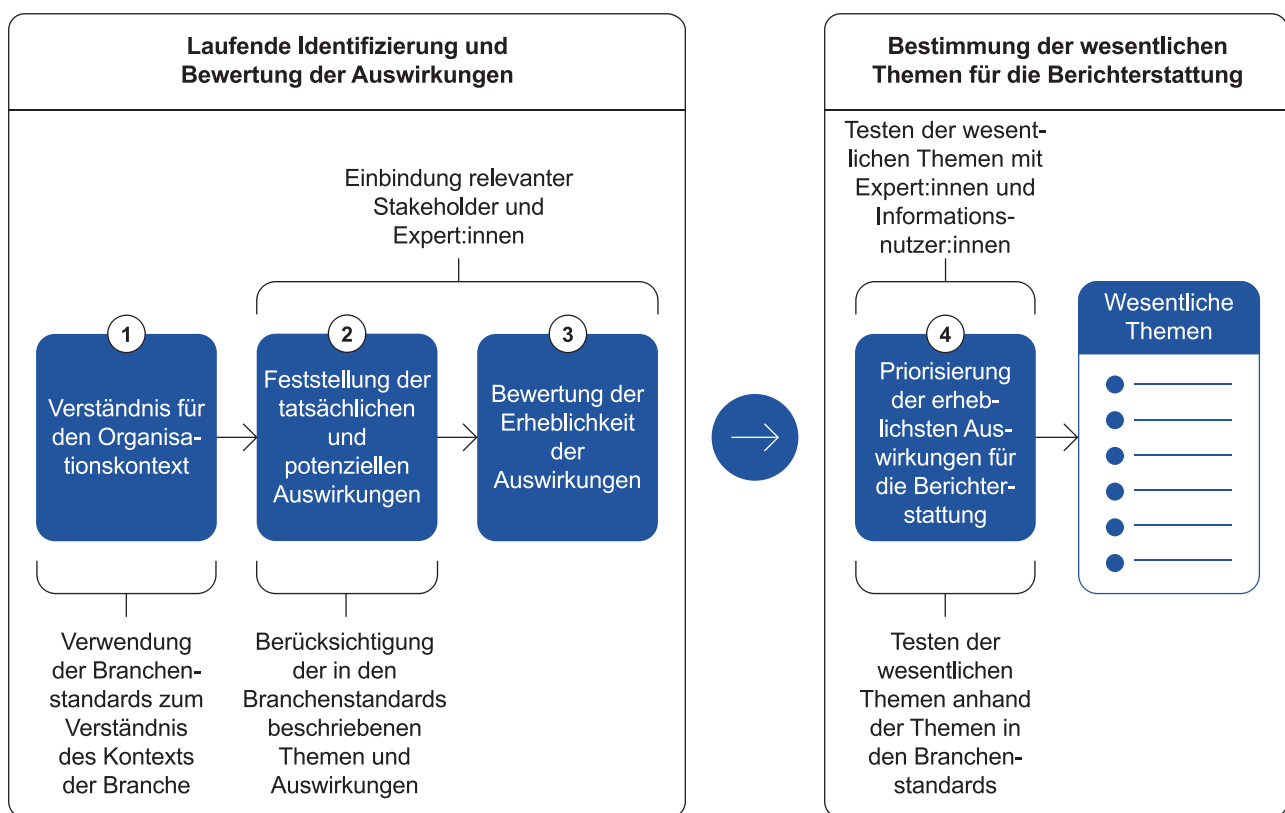 Laufende Identifizierung und
Bewertung der Auswirkungen
Einbindung relevanter
Stakeholder und
Expert:innen
1
Verständnis für
den Organisa-
tionskontext
2
Feststellung der
tatsächlichen
und
potenziellen
Auswirkungen
3
Bewertung der
Erheblichkeit
der
Auswirkungen
Verwendung
der Branchen-
standards zum
Verständnis
des Kontexts
der Branche
Berücksichtigung
der in den
Branchenstandards
beschriebenen
Themen und
Auswirkungen
Bestimmung der wesentlichen
Themen für die Berichterstattung
Testen der wesent-
lichen Themen mit
Expert:innen und
Informations-
nutzer:innen
4
Priorisierung
der erheb-
lichsten Aus-
wirkungen für
die Berichter-
stattung
Wesentliche
Themen
Testen der
wesentlichen
Themen anhand
der Themen in
den Branchen-
standards